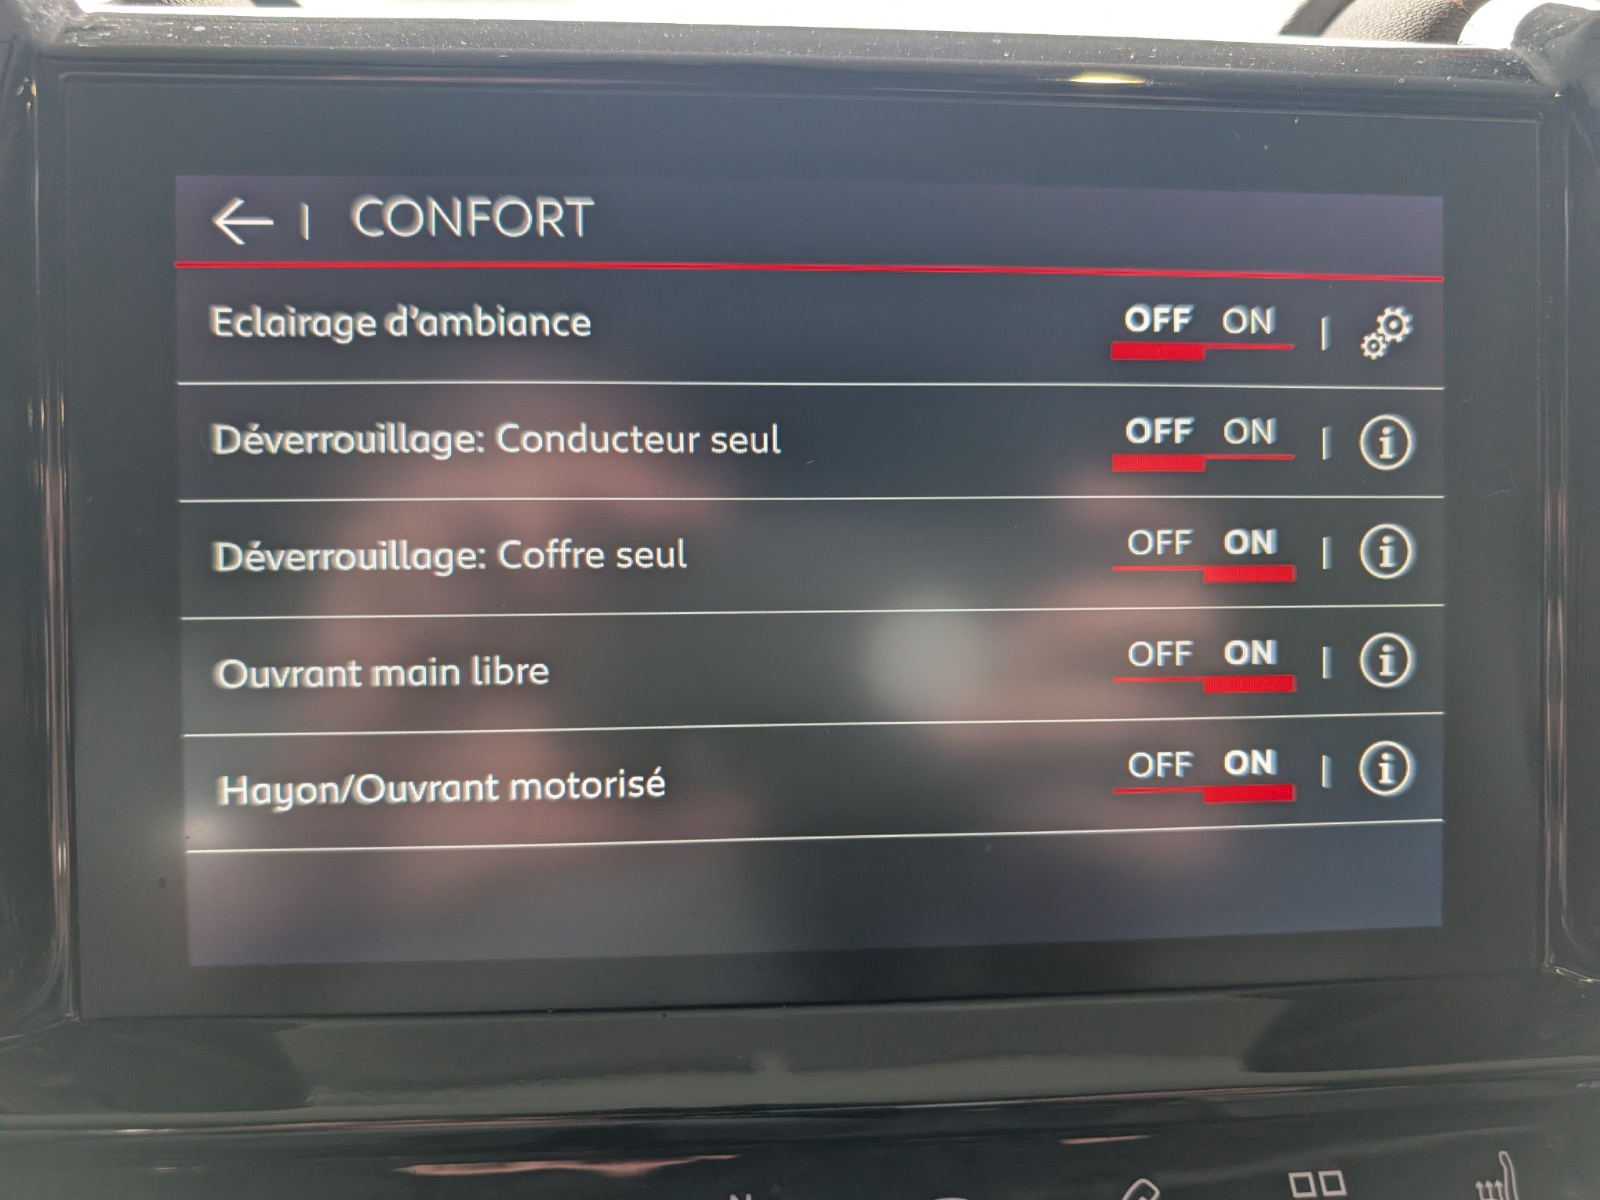 CONFORT
Eclairage d'ambiance OFF ON
Déverrouillage: Conducteur seul OFF ON
Déverrouillage: Coffre seul OFF ON
Ouvrant main libre OFF ON
Hayon/Ouvrant motorisé OFF ON